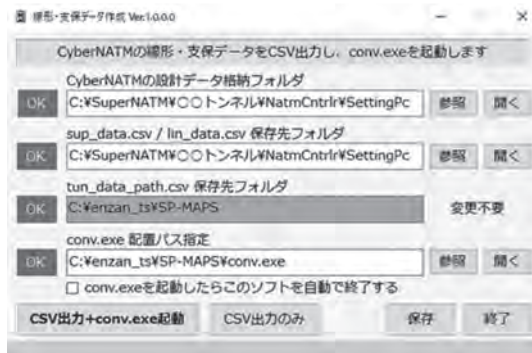 線形・支保データ作成 Ver.1.0.0.0
CyberNATMの線形・支保データをCSV出力し、conv.exeを起動します
CyberNATMの設計データ格納フォルダ
OK C:¥SuperNATM¥〇〇トンネル¥NatmCntrlr¥SettingPc 参照 開く
sup_data.csv / lin_data.csv 保存先フォルダ
OK C:¥SuperNATM¥〇〇トンネル¥NatmCntrlr¥SettingPc 参照 開く
tun_data_path.csv 保存先フォルダ
OK C:¥enzan_ts¥SP-MAPS 変更不要
conv.exe 配置パス指定
OK C:¥enzan_ts¥SP-MAPS¥conv.exe 参照 開く
conv.exeを起動したらこのソフトを自動で終了する
CSV出力+conv.exe起動 CSV出力のみ 保存 終了